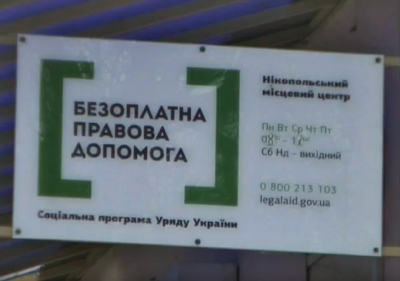 БЕЗОПЛАТНА
ПРАВОВА
ДОПОМОГА
Соціальна програма Уряду України
Нікопольський
місцевий центр
Пн Вт Ср Чт Пт
Сб Нд - вихідний
0 800 213 103
legalaid.gov.ua